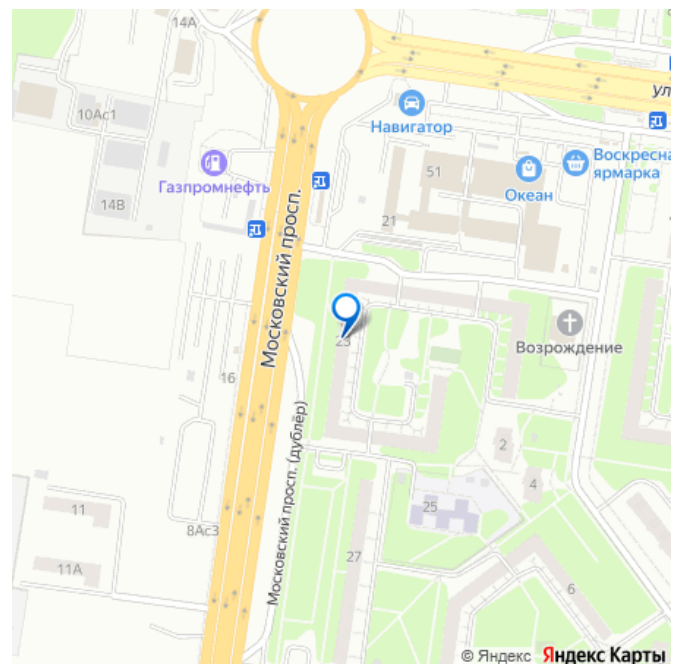 14А
10Ас1
Навигатор
ул
Газпромнефть
51
Воскресна
ярмарка
Океан
14В
21
Московский просп.
23
Возрождение
16
Московский просп. (дублёр)
2
4
11
25
8Ас3
27
11А
6
© Яндекс Яндекс Карты